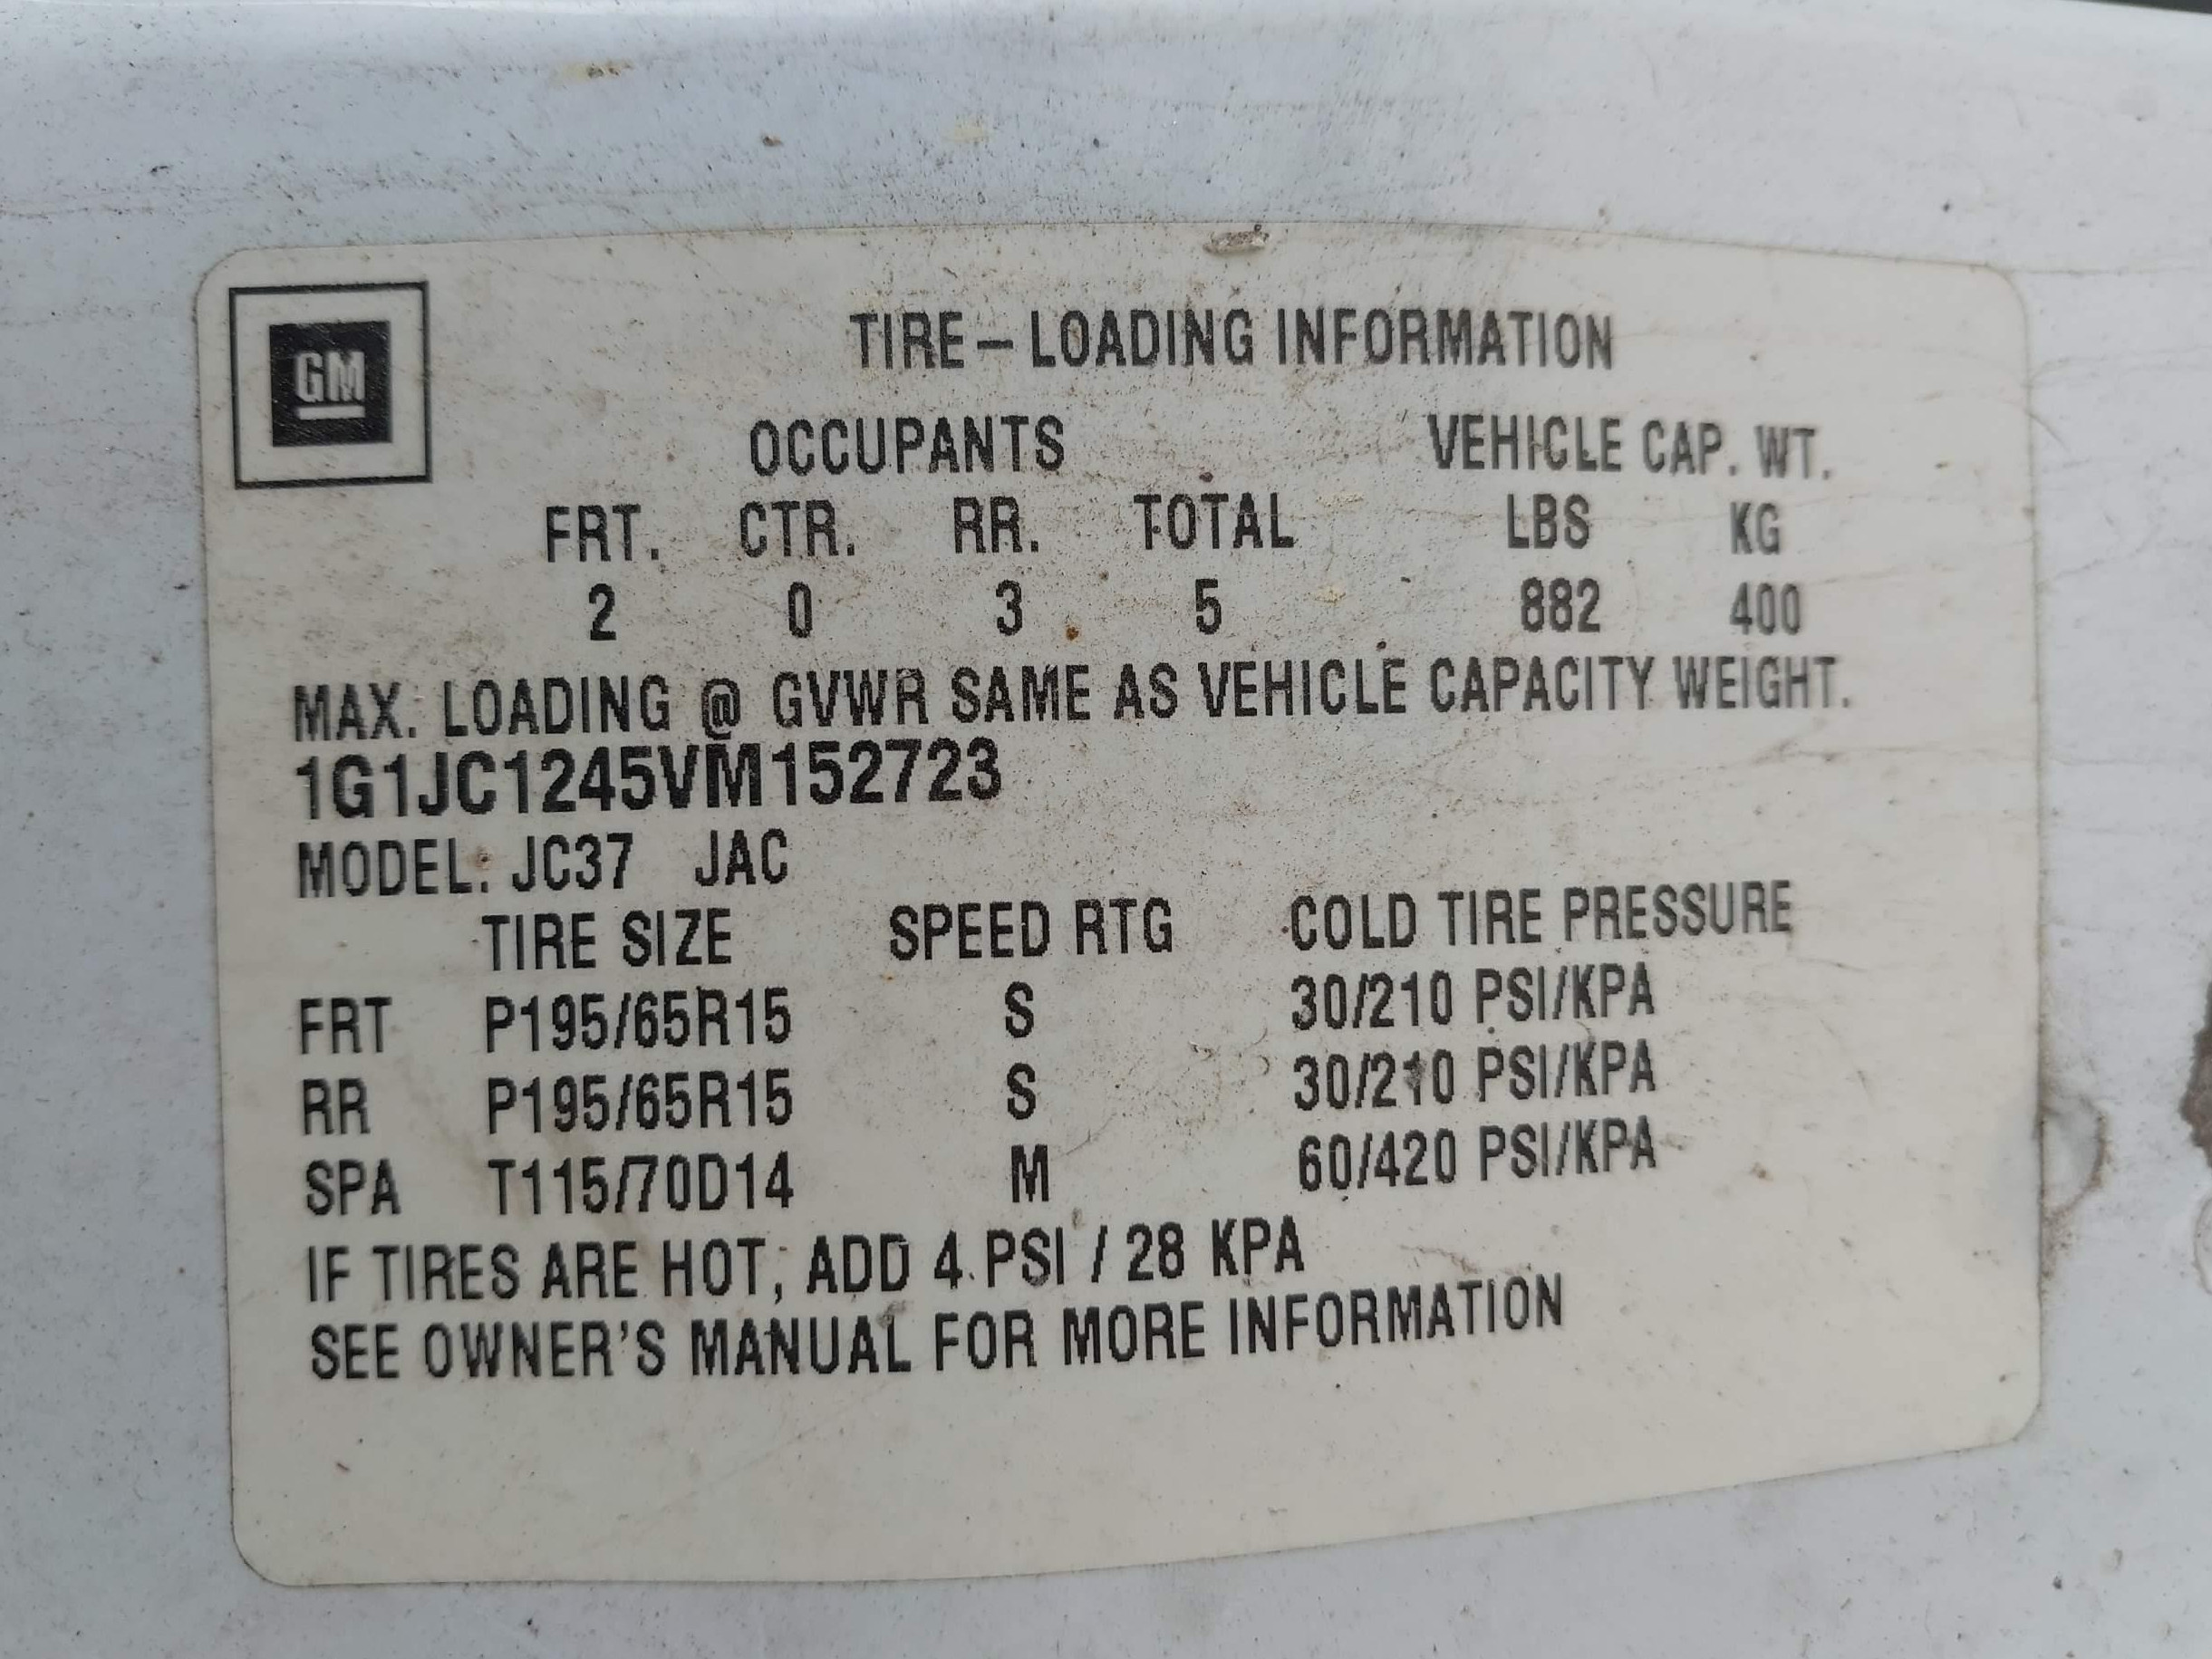 GM
TIRE – LOADING INFORMATION
OCCUPANTS VEHICLE CAP. WT.
FRT. CTR. RR. TOTAL LBS KG
2 0 3 5 882 400
MAX. LOADING @ GVWR SAME AS VEHICLE CAPACITY WEIGHT.
1G1JC1245VM152723
MODEL: JC37 JAC
TIRE SIZE SPEED RTG COLD TIRE PRESSURE
FRT P195/65R15 S 30/210 PSI/KPA
RR P195/65R15 S 30/210 PSI/KPA
SPA T115/70D14 M 60/420 PSI/KPA
IF TIRES ARE HOT, ADD 4 PSI / 28 KPA
SEE OWNER'S MANUAL FOR MORE INFORMATION